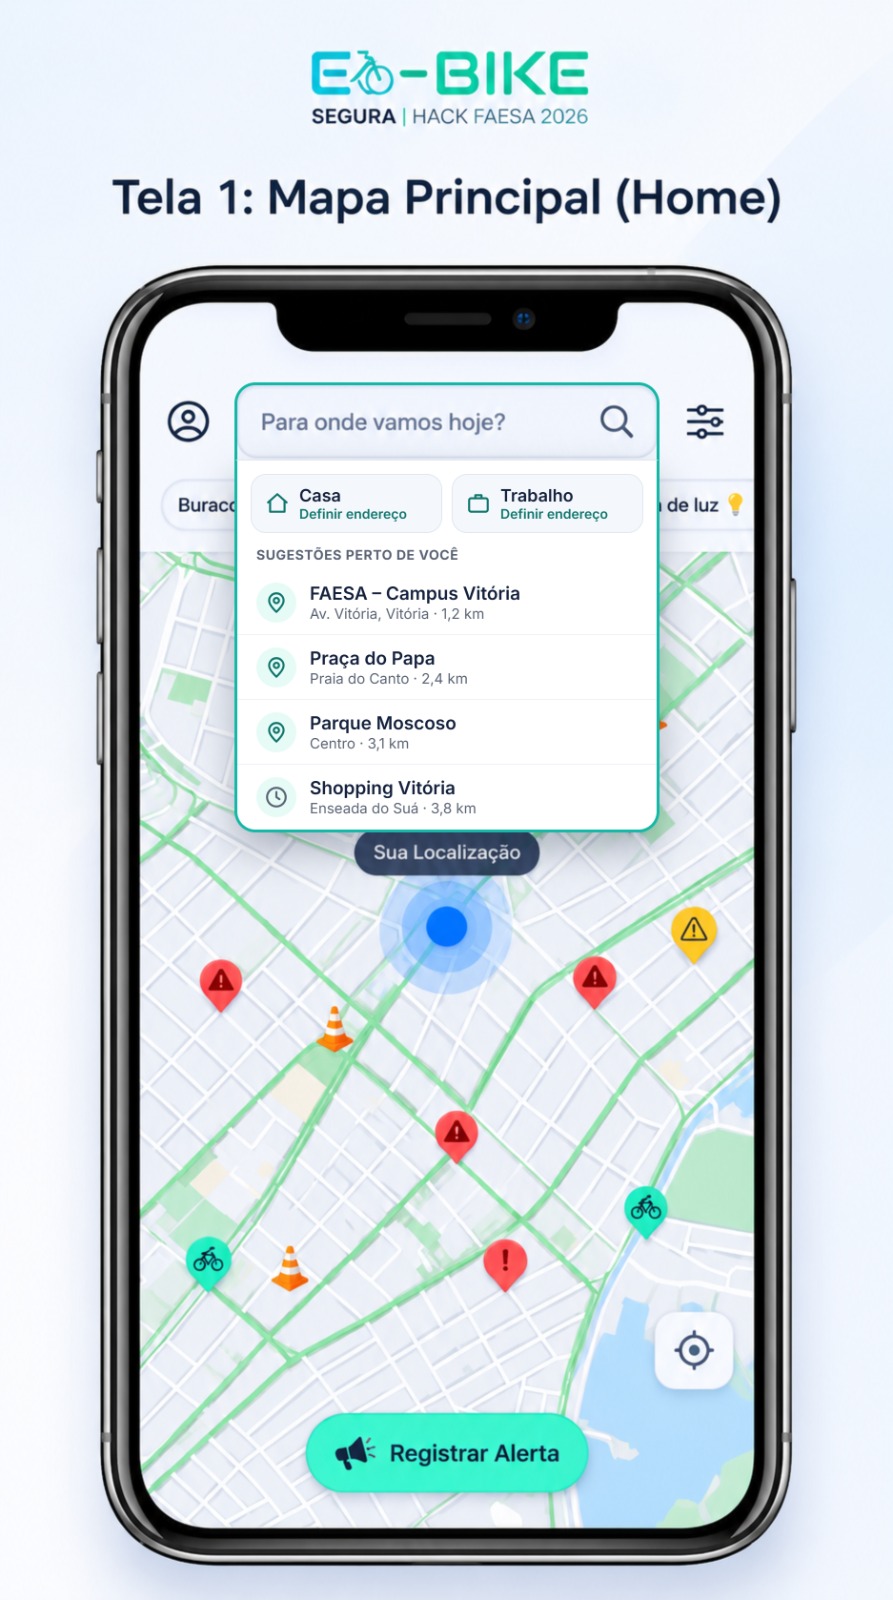 E-BIKE
SEGURA | HACK FAESA 2026
Tela 1: Mapa Principal (Home)
Para onde vamos hoje?
Casa
Definir endereço
Trabalho
Definir endereço
Burac
de luz 💡
SUGESTÕES PERTO DE VOCÊ
FAESA – Campus Vitória
Av. Vitória, Vitória · 1,2 km
Praça do Papa
Praia do Canto · 2,4 km
Parque Moscoso
Centro · 3,1 km
Shopping Vitória
Enseada do Suá · 3,8 km
Sua Localização
Registrar Alerta